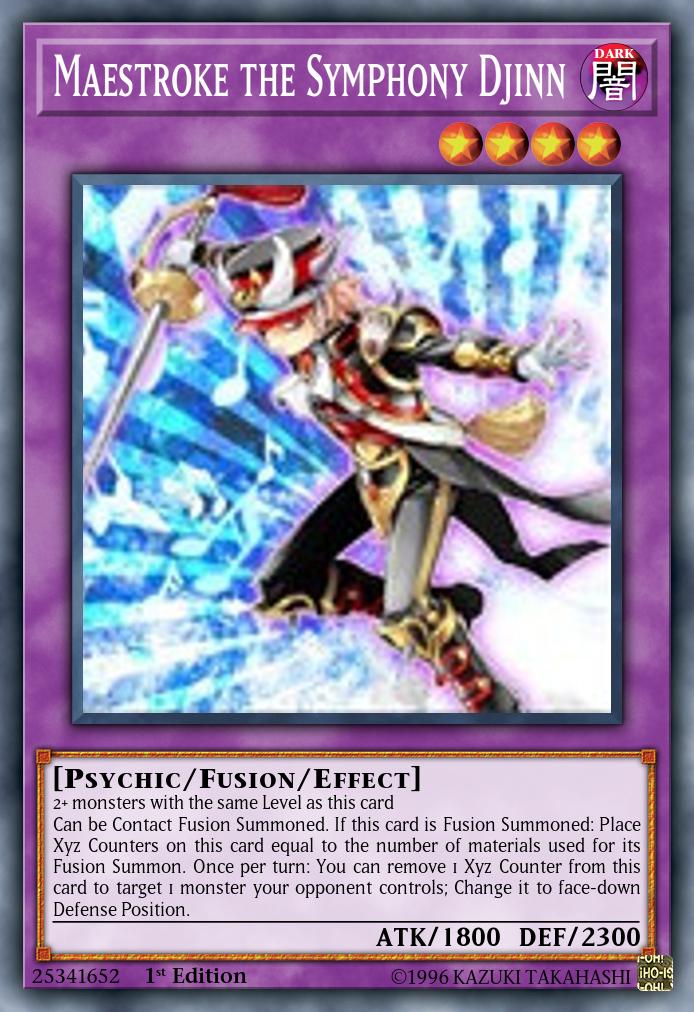 Maestroke the Symphony Djinn
DARK
闇
[Psychic/Fusion/Effect]
2+ monsters with the same Level as this card
Can be Contact Fusion Summoned. If this card is Fusion Summoned: Place
Xyz Counters on this card equal to the number of materials used for its
Fusion Summon. Once per turn: You can remove 1 Xyz Counter from this
card to target 1 monster your opponent controls; Change it to face-down
Defense Position.
ATK/1800 DEF/2300
25341652 1st Edition ©1996 KAZUKI TAKAHASHI